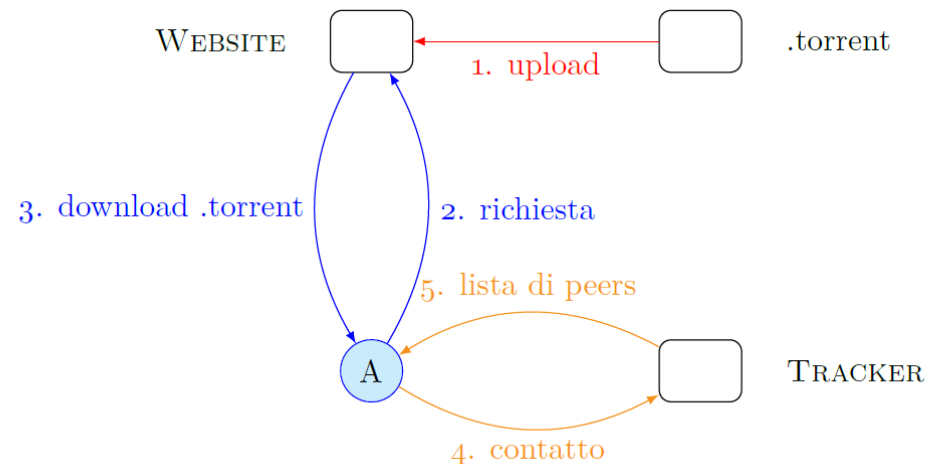 WEBSITE
.torrent
1. upload
3. download .torrent
2. richiesta
5. lista di peers
A
TRACKER
4. contatto